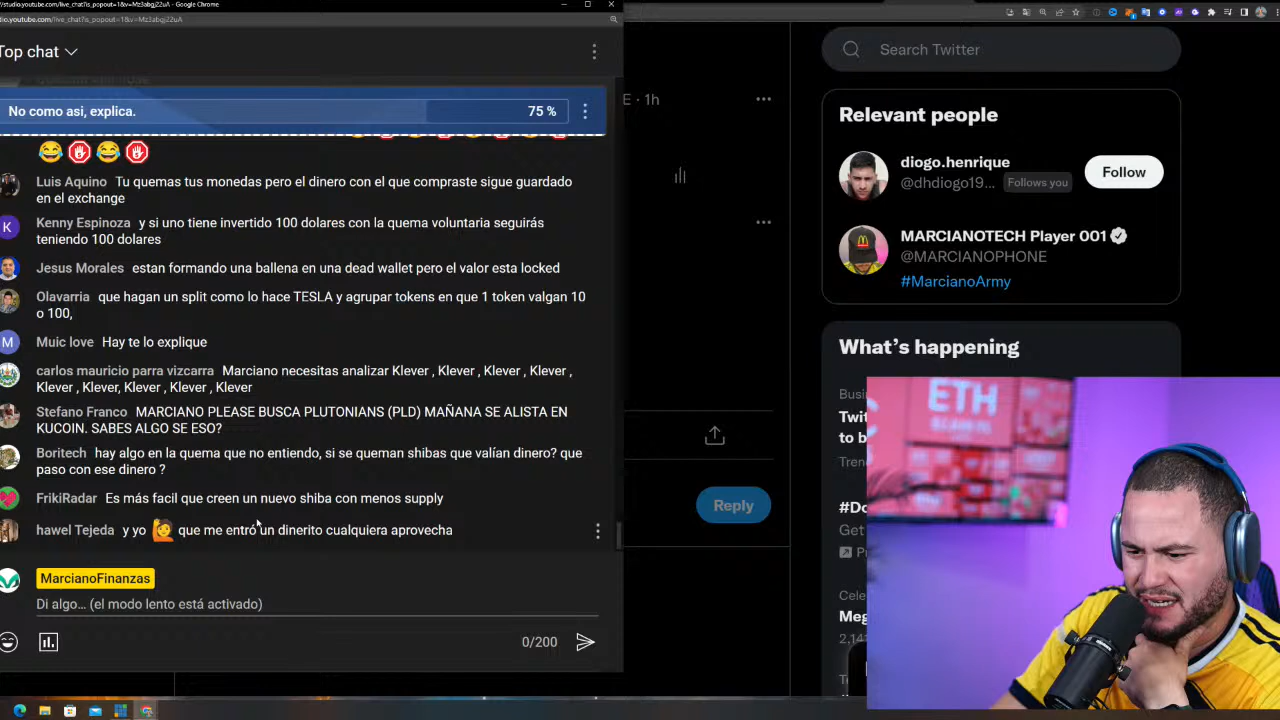 //studio.youtube.com/live_chat?is_popout=1&v=Mz3abgj22uA - Google Chrome
dio.youtube.com/live_chat?is_popout=1&v=Mz3abgj22uA
Top chat
No como asi, explica.
75 %
Luis Aquino Tu quemas tus monedas pero el dinero con el que compraste sigue guardado
en el exchange
Kenny Espinoza y si uno tiene invertido 100 dolares con la quema voluntaria seguirás
teniendo 100 dolares
Jesus Morales estan formando una ballena en una dead wallet pero el valor esta locked
Olavarria que hagan un split como lo hace TESLA y agrupar tokens en que 1 token valgan 10
o 100,
M
Muic love Hay te lo explique
carlos mauricio parra vizcarra Marciano necesitas analizar Klever , Klever , Klever , Klever ,
Klever , Klever, Klever , Klever , Klever
Stefano Franco MARCIANO PLEASE BUSCA PLUTONIANS (PLD) MAÑANA SE ALISTA EN
KUCOIN. SABES ALGO SE ESO?
Boritech hay algo en la quema que no entiendo, si se queman shibas que valían dinero? que
paso con ese dinero ?
FrikiRadar Es más facil que creen un nuevo shiba con menos supply
hawel Tejeda y yo 🙋 que me entró un dinerito cualquiera aprovecha
MarcianoFinanzas
Di algo… (el modo lento está activado)
0/200
K
E · 1h
Reply
Search Twitter
Relevant people
diogo.henrique
@dhdiogo19... Follows you
Follow
MARCIANOTECH Player 001
@MARCIANOPHONE
#MarcianoArmy
What's happening
Busi
Twit
to b
Tren
#Do
Get
Pr
Cele
Meg
2,141
ETH